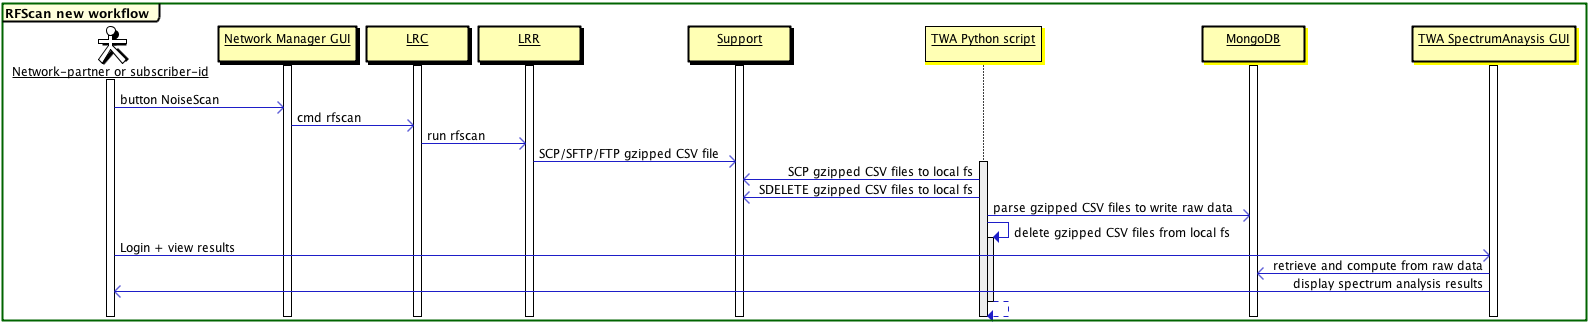 RFScan new workflow
Network-partner or subscriber-id
Network Manager GUI
LRC
LRR
Support
TWA Python script
MongoDB
TWA SpectrumAnaysis GUI
button NoiseScan
cmd rfscan
run rfscan
SCP/SFTP/FTP gzipped CSV file
SCP gzipped CSV files to local fs
SDELETE gzipped CSV files to local fs
parse gzipped CSV files to write raw data
delete gzipped CSV files from local fs
Login + view results
retrieve and compute from raw data
display spectrum analysis results